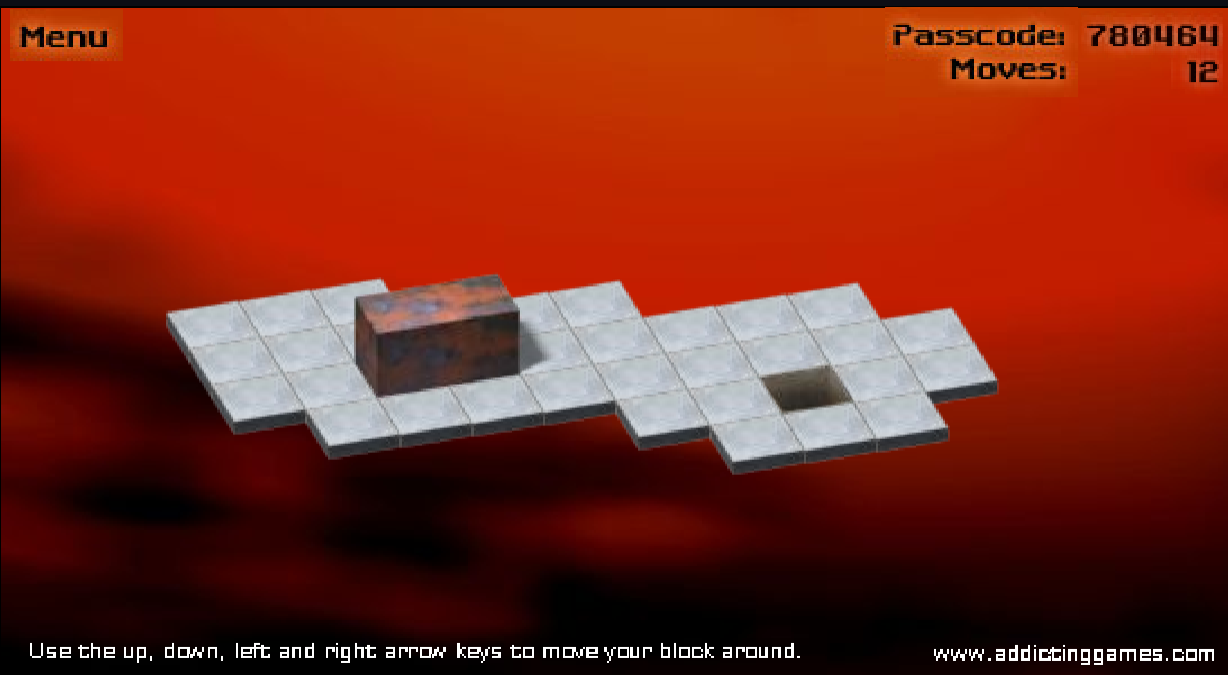 Menu
Passcode: 780464
Moves: 12
Use the up, down, left and right arrow keys to move your block around.
www.addictinggames.com